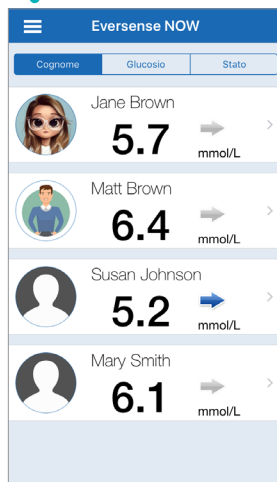 Eversense NOW
Cognome Glucosio Stato
Jane Brown
5.7
mmol/L
Matt Brown
6.4
mmol/L
Susan Johnson
5.2
mmol/L
Mary Smith
6.1
mmol/L